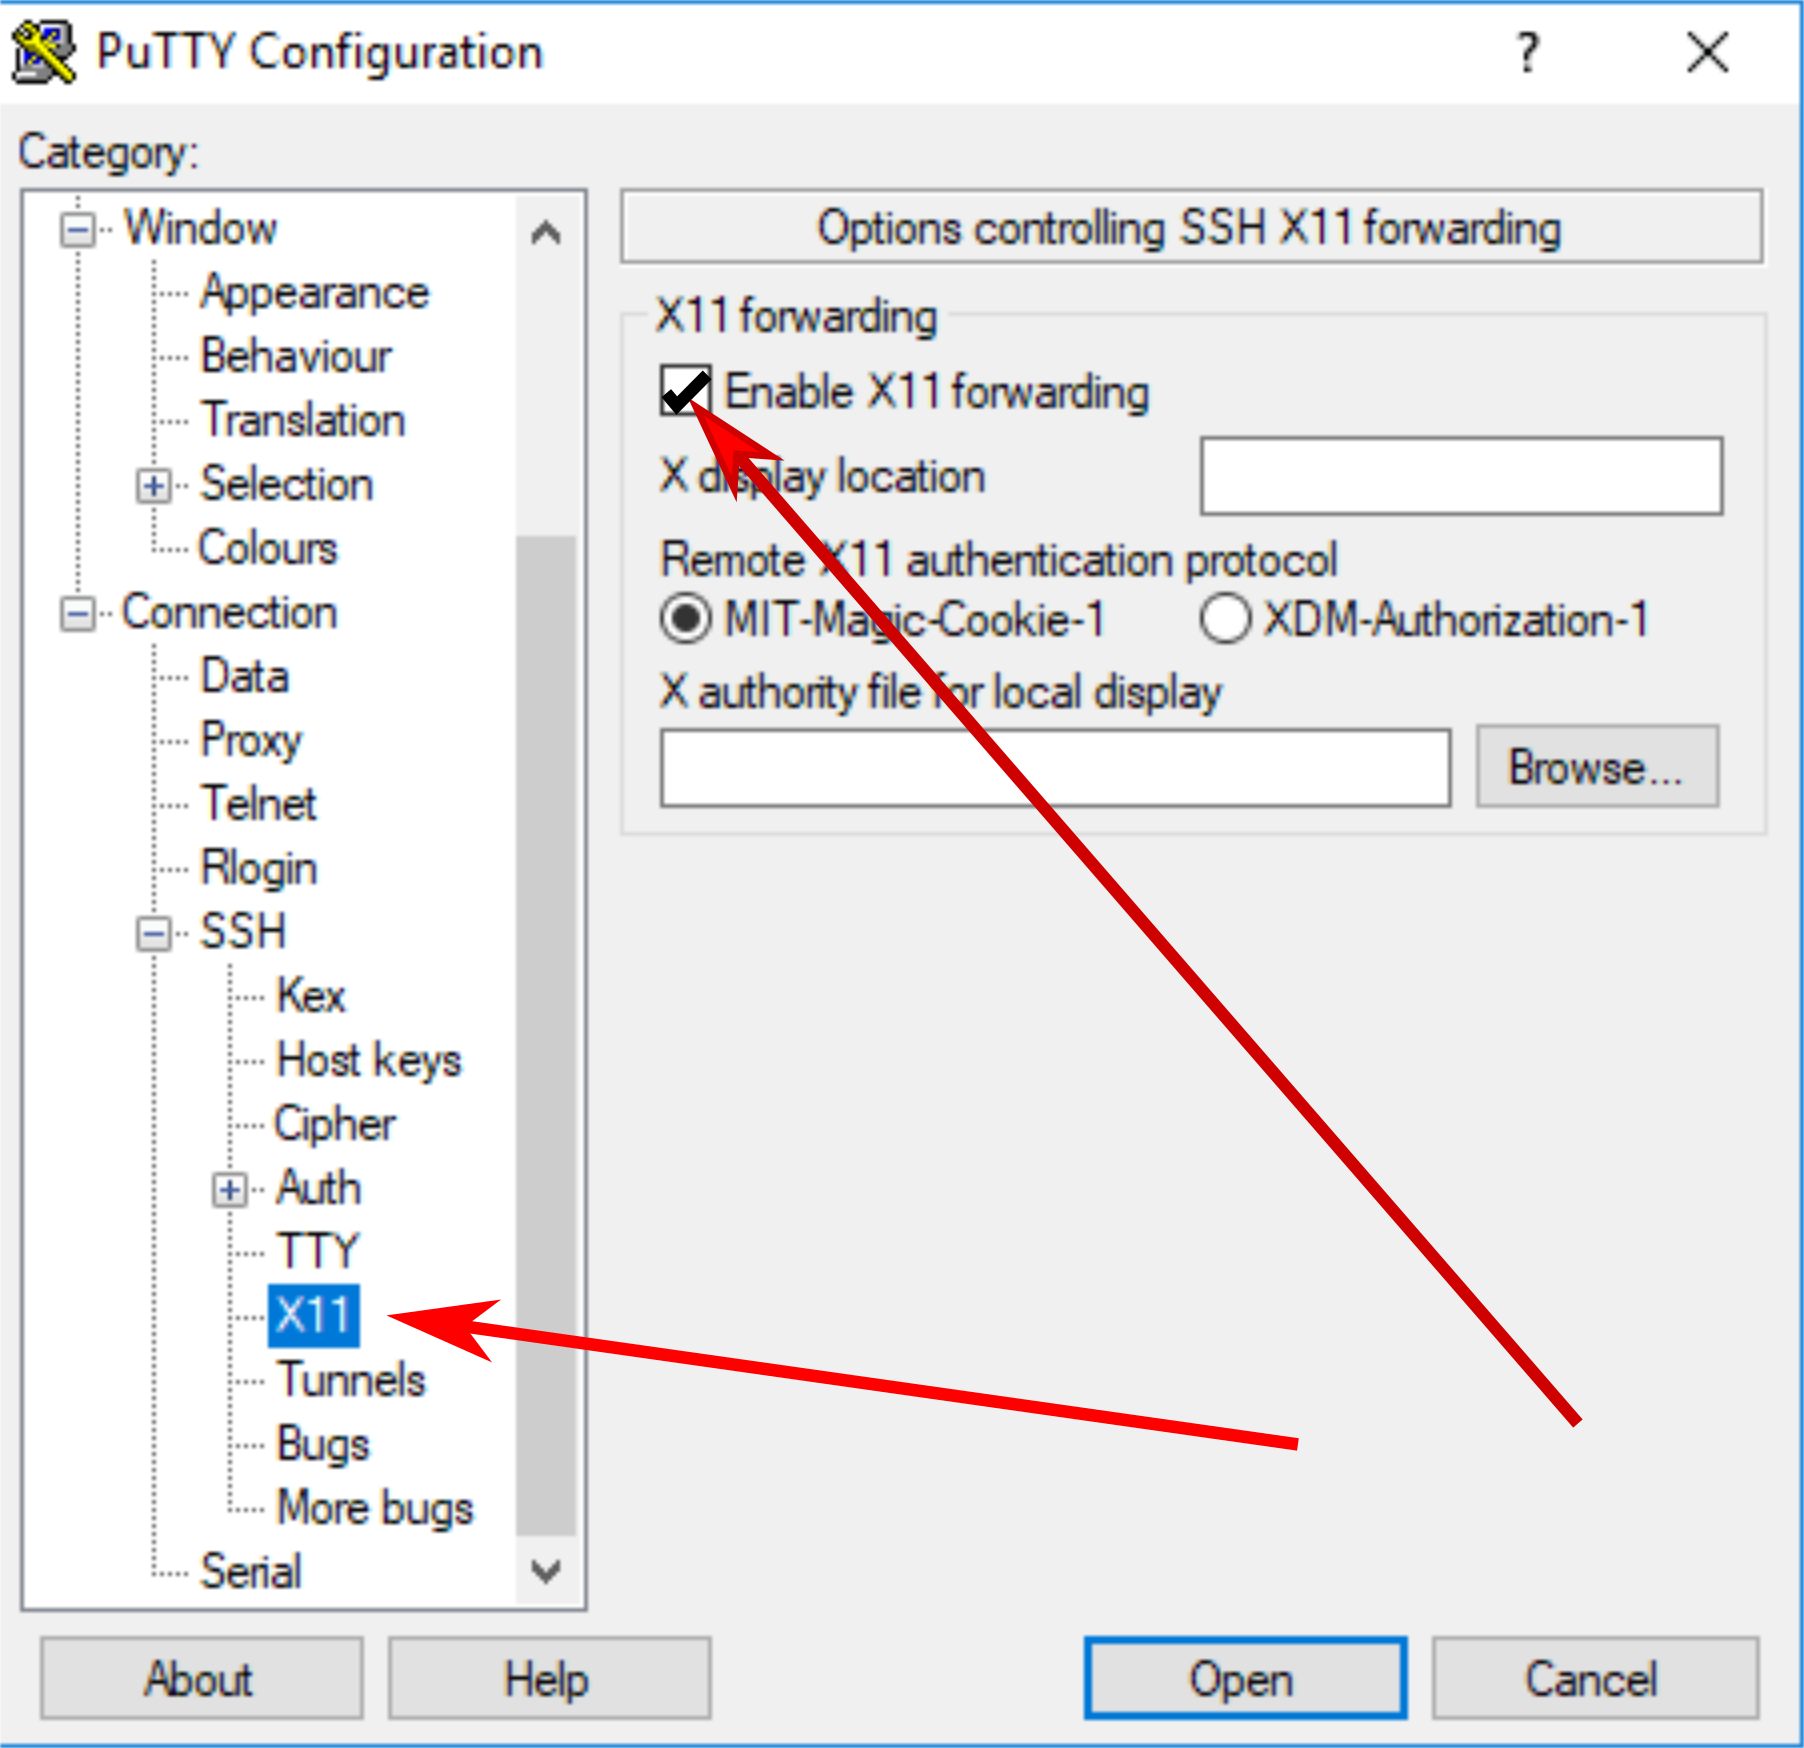 PuTTY Configuration
?
Category:
Window
Appearance
Behaviour
Translation
Selection
Colours
Connection
Data
Proxy
Telnet
Rlogin
SSH
Kex
Host keys
Cipher
Auth
TTY
X11
Tunnels
Bugs
More bugs
Serial
Options controlling SSH X11 forwarding
X11 forwarding
Enable X11 forwarding
X display location
Remote X11 authentication protocol
MIT-Magic-Cookie-1 XDM-Authorization-1
X authority file for local display
Browse...
About Help Open Cancel